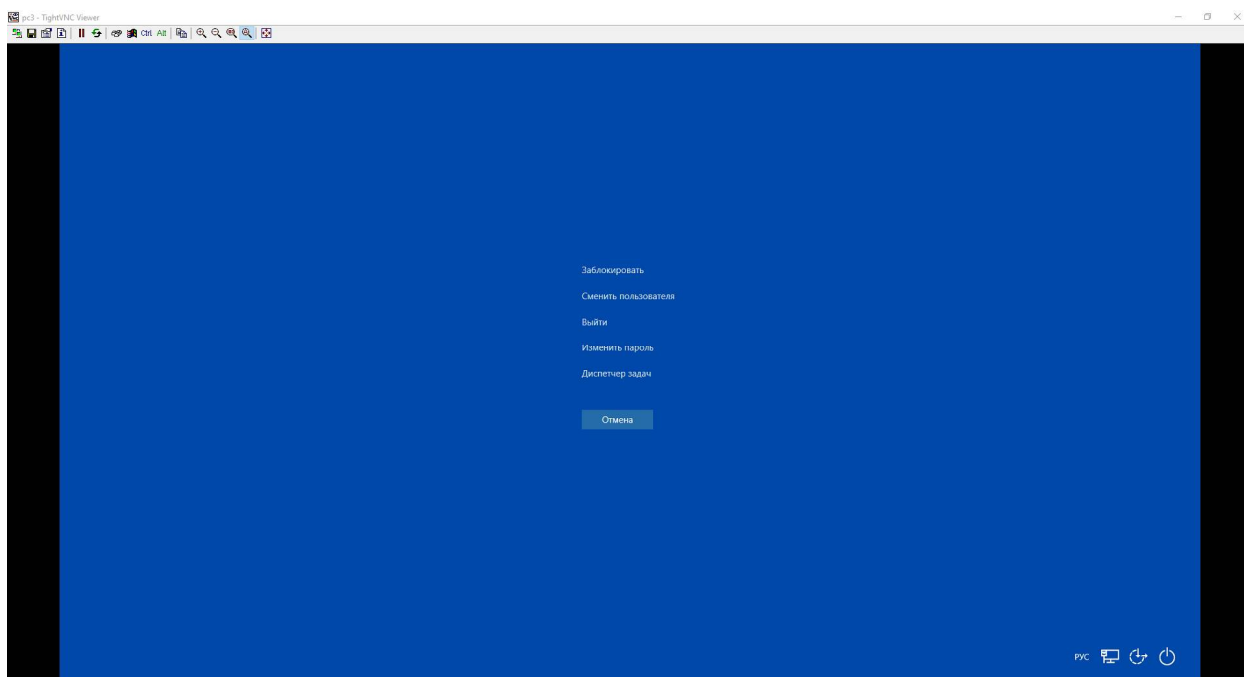 pc3 - TightVNC Viewer
Ctrl Alt
Заблокировать
Сменить пользователя
Выйти
Изменить пароль
Диспетчер задач
Отмена
РУС